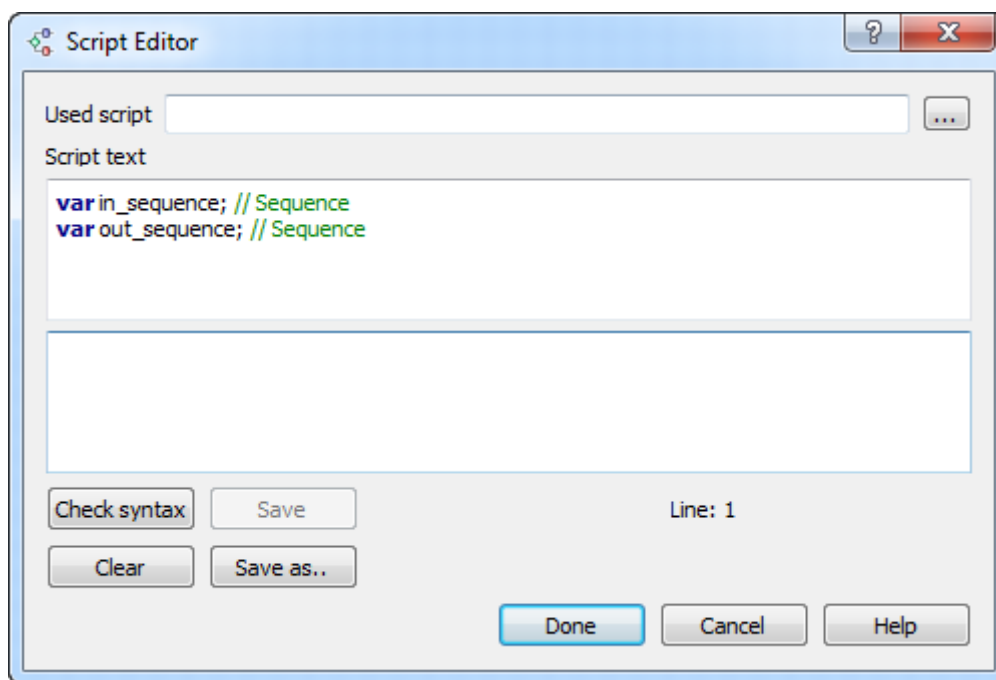 Script Editor
Used script
...
Script text
var in_sequence; // Sequence
var out_sequence; // Sequence
Check syntax Save Line: 1
Clear Save as..
Done Cancel Help